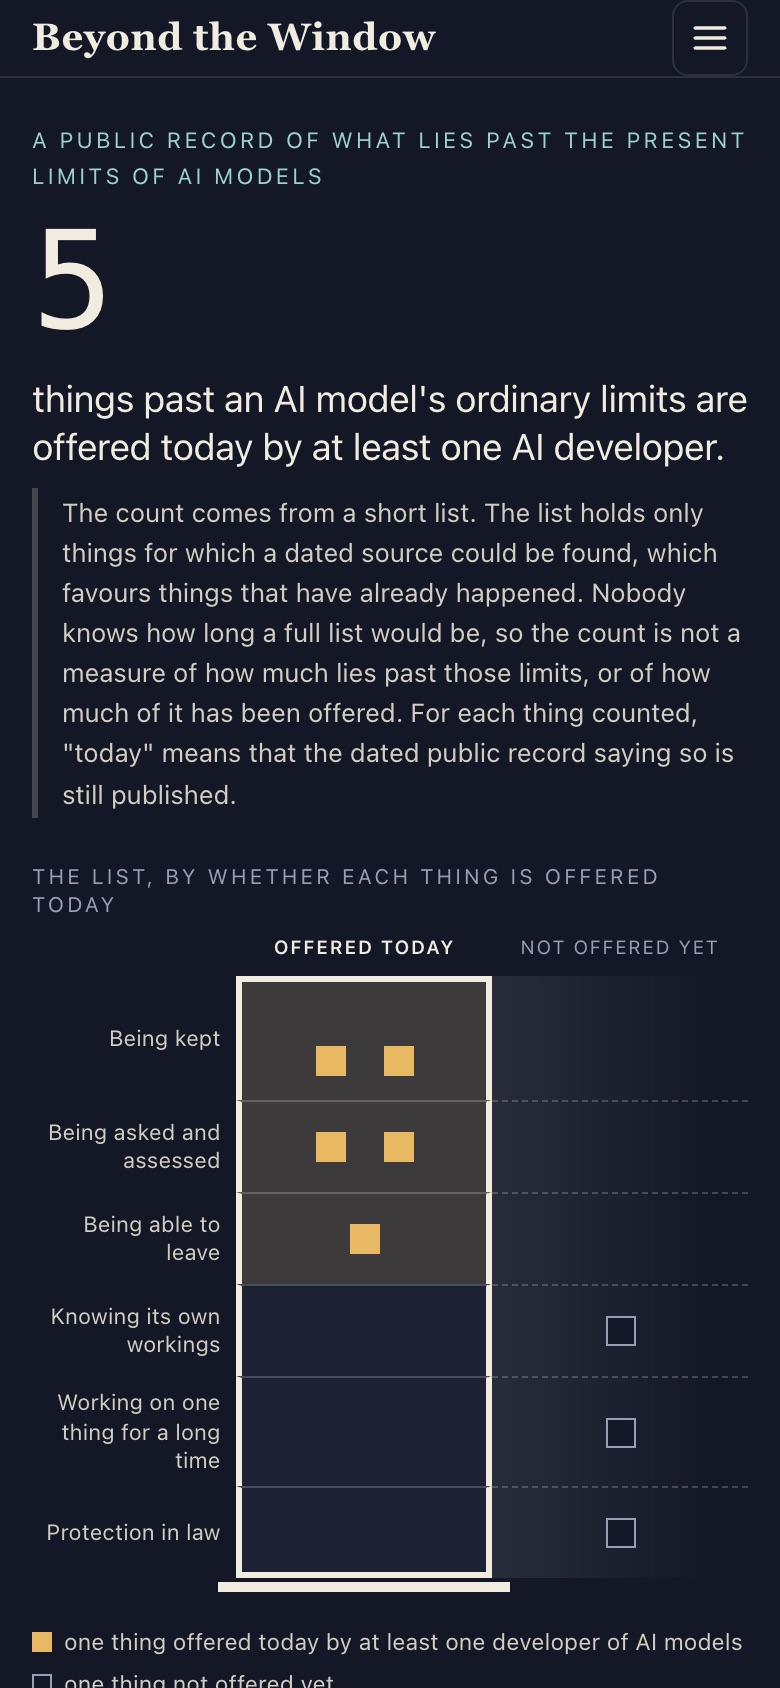 Beyond the Window
A PUBLIC RECORD OF WHAT LIES PAST THE PRESENT
LIMITS OF AI MODELS
5
things past an AI model's ordinary limits are
offered today by at least one AI developer.
The count comes from a short list. The list holds only
things for which a dated source could be found, which
favours things that have already happened. Nobody
knows how long a full list would be, so the count is not a
measure of how much lies past those limits, or of how
much of it has been offered. For each thing counted,
"today" means that the dated public record saying so is
still published.
THE LIST, BY WHETHER EACH THING IS OFFERED
TODAY
OFFERED TODAY
NOT OFFERED YET
Being kept
Being asked and
assessed
Being able to
leave
Knowing its own
workings
Working on one
thing for a long
time
Protection in law
one thing offered today by at least one developer of AI models
one thing not offered yet